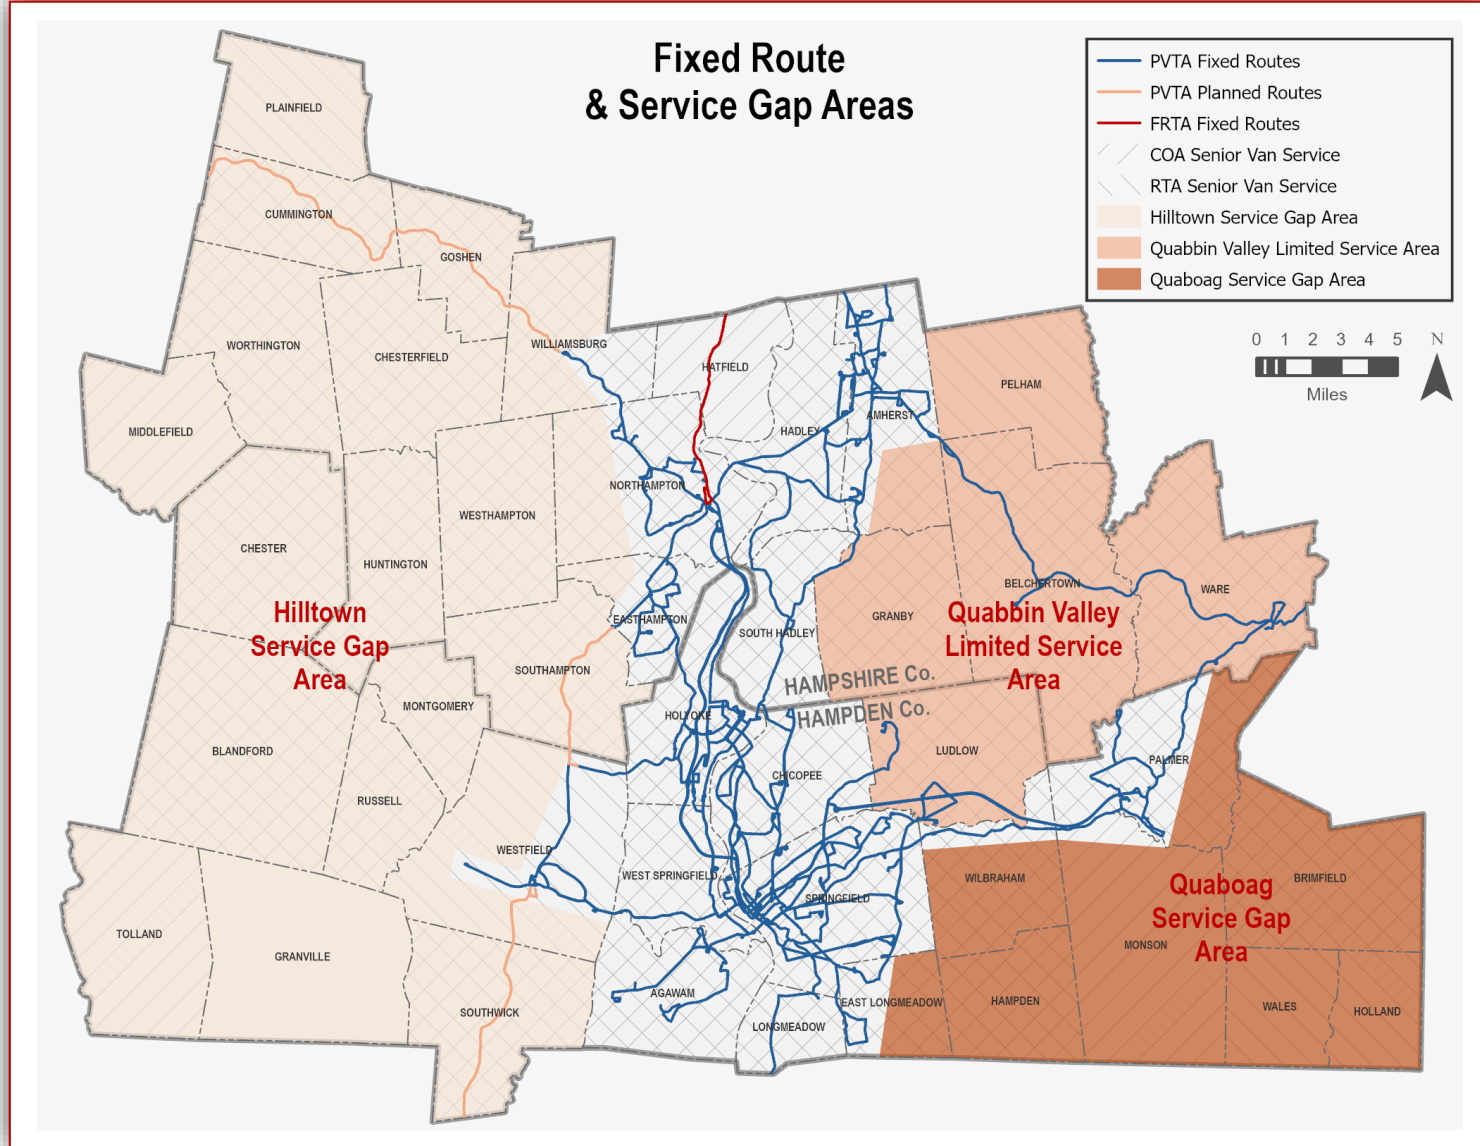 Fixed Route
& Service Gap Areas
PVTA Fixed Routes
PVTA Planned Routes
FRTA Fixed Routes
COA Senior Van Service
RTA Senior Van Service
Hilltown Service Gap Area
Quabbin Valley Limited Service Area
Quaboag Service Gap Area
0 1 2 3 4 5
Miles
N
PLAINFIELD
CUMMINGTON
GOSHEN
WORTHINGTON
CHESTERFIELD
WILLIAMSBURG
HATFIELD
PELHAM
MIDDLEFIELD
HADLEY
AMHERST
NORTHAMPTON
WESTHAMPTON
CHESTER
HUNTINGTON
BELCHERTOWN
WARE
GRANBY
EASTHAMPTON
SOUTH HADLEY
Hilltown
Service Gap
Area
Quabbin Valley
Limited Service
Area
SOUTHAMPTON
HAMPSHIRE Co.
HAMPDEN Co.
MONTGOMERY
HOLYOKE
BLANDFORD
LUDLOW
PALMER
CHICOPEE
RUSSELL
WESTFIELD
WEST SPRINGFIELD
SPRINGFIELD
WILBRAHAM
BRIMFIELD
Quaboag
Service Gap
Area
TOLLAND
GRANVILLE
MONSON
AGAWAM
EAST LONGMEADOW
HAMPDEN
WALES
HOLLAND
SOUTHWICK
LONGMEADOW